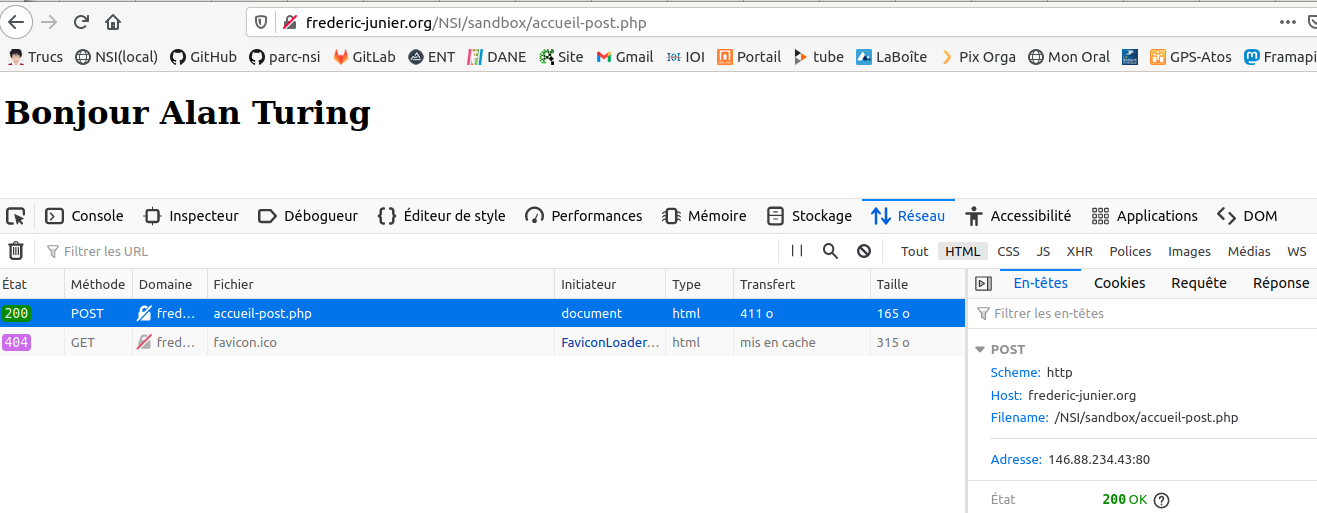 frederic-junier.org/NSI/sandbox/accueil-post.php
Trucs NSI(local) GitHub parc-nsi GitLab ENT DANE Site Gmail IOI IOI Portail tube LaBoîte Pix Orga Mon Oral GPS-Atos Framapi
Bonjour Alan Turing
Console Inspecteur Débogueur {} Éditeur de style Performances Mémoire Stockage Réseau Accessibilité Applications DOM
Filtrer les URL Tout HTML CSS JS XHR Polices Images Médias WS
État Méthode Domaine Fichier Initiateur Type Transfert Taille En-têtes Cookies Requête Réponse
200 POST fred… accueil-post.php document html 411 o 165 o Filtrer les en-têtes
404 GET fred… favicon.ico FaviconLoader… html mis en cache 315 o
POST
Scheme: http
Host: frederic-junier.org
Filename: /NSI/sandbox/accueil-post.php
Adresse: 146.88.234.43:80
État 200 OK ?